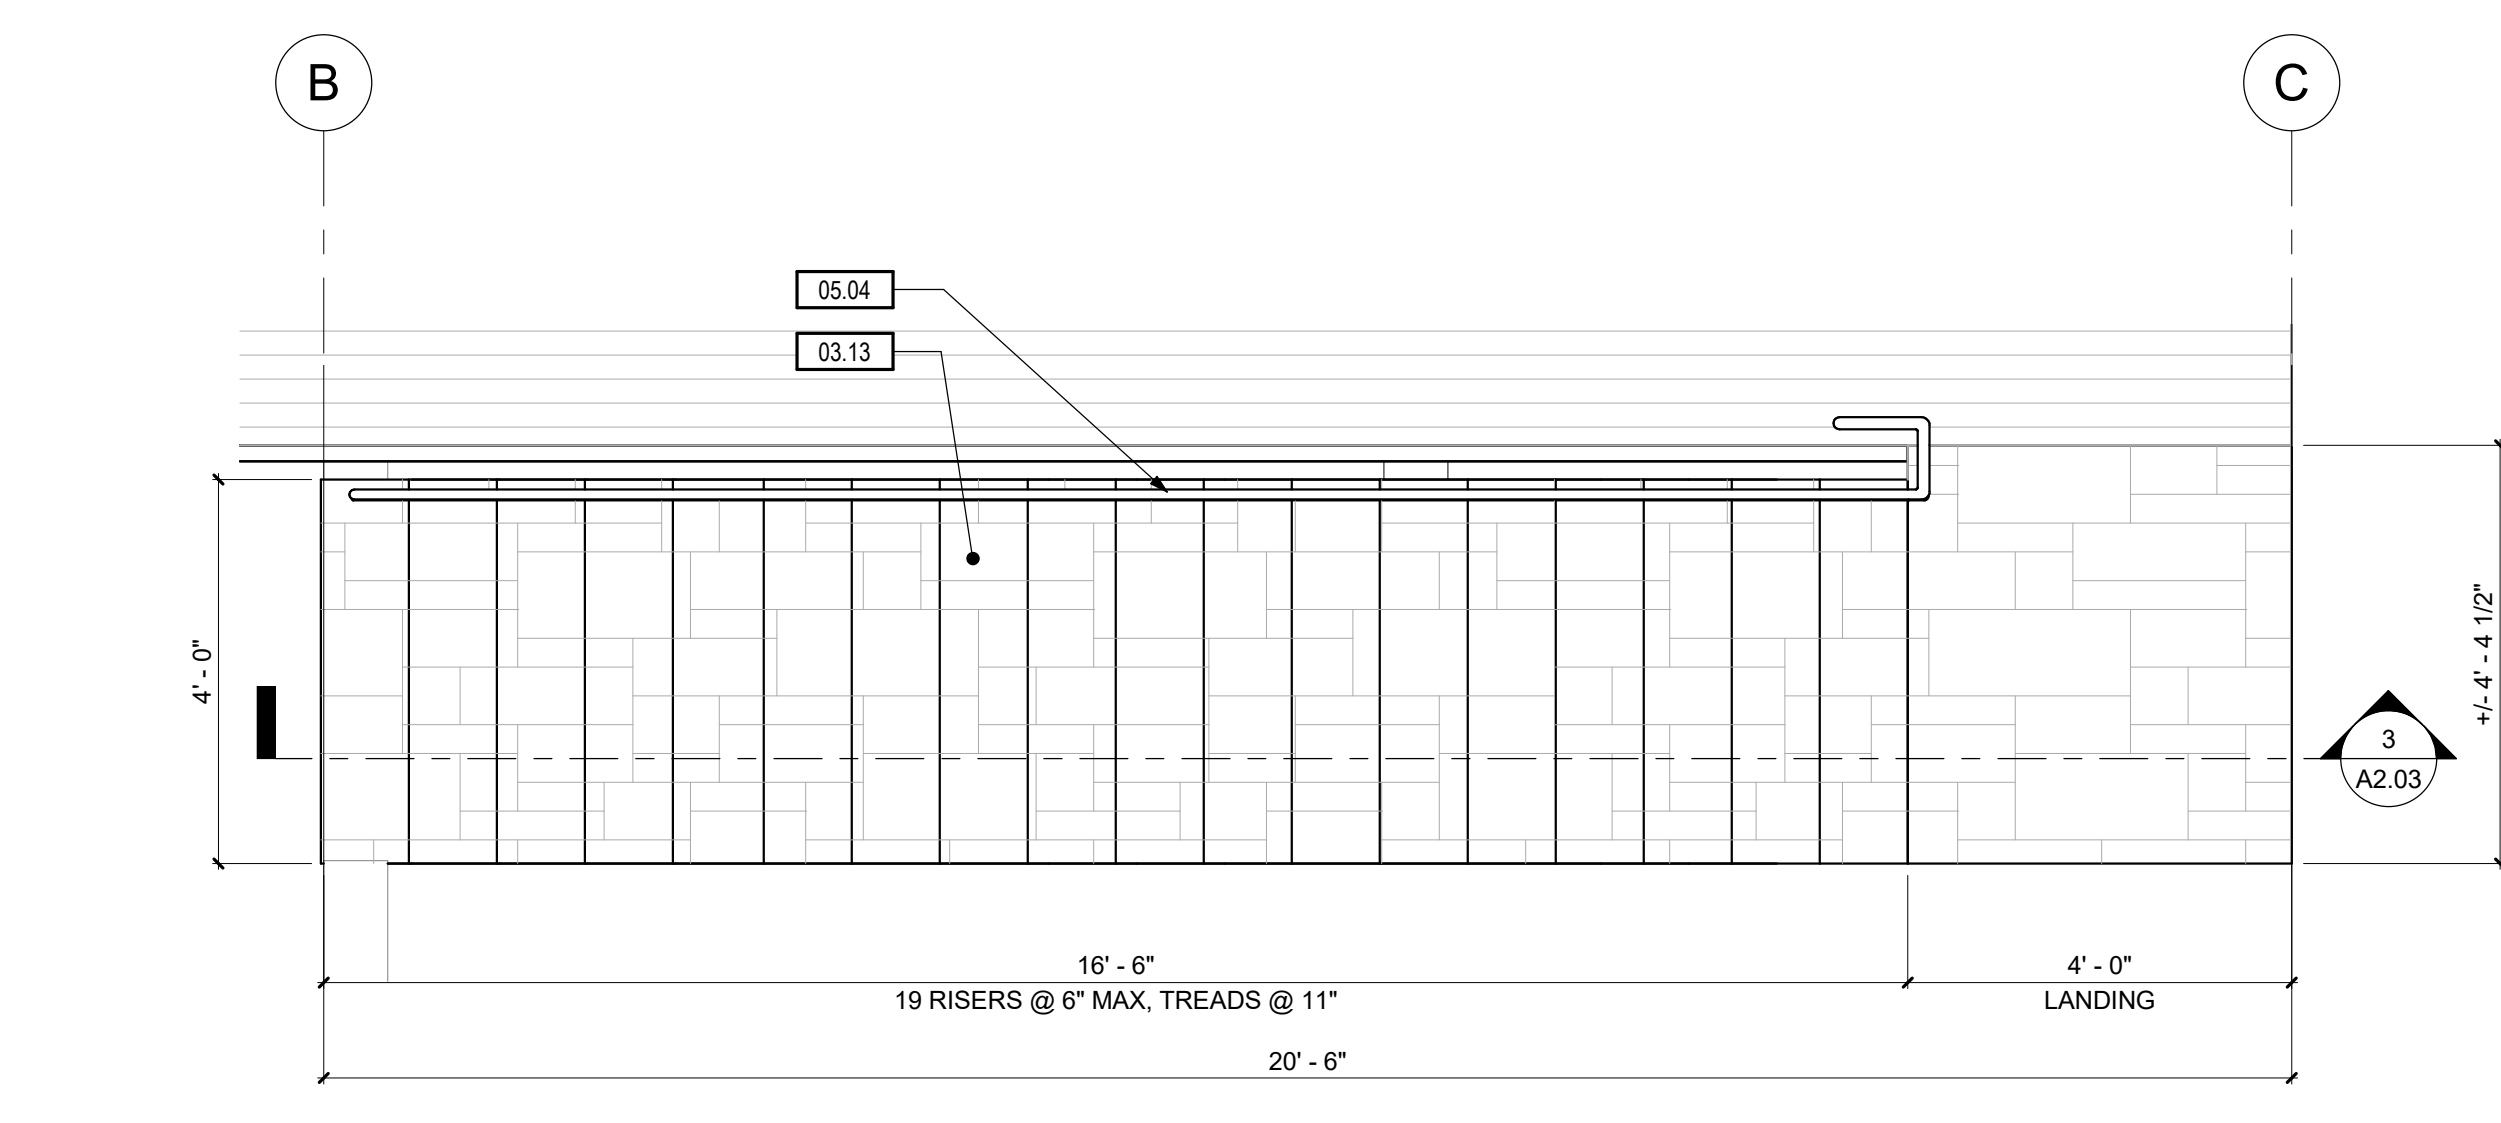 B
C
05.04
03.13
4' - 0"
+/- 4' - 4 1/2"
3
A2.03
16' - 6"
4' - 0"
19 RISERS @ 6" MAX, TREADS @ 11"
LANDING
20' - 6"